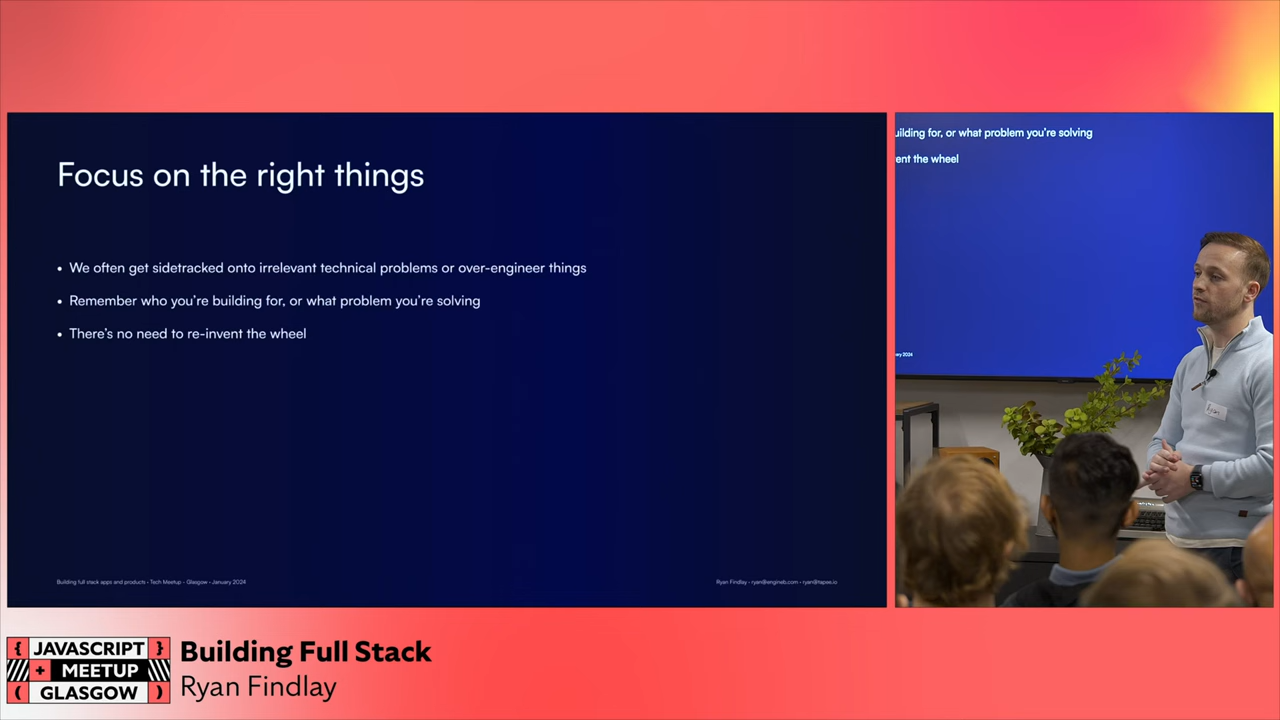 Focus on the right things
• We often get sidetracked onto irrelevant technical problems or over-engineer things
• Remember who you're building for, or what problem you're solving
• There's no need to re-invent the wheel
Building full stack apps and products - Tech Meetup - Glasgow - January 2024
Ryan Findlay - ryan@engineb.com - ryan@tapee.io
uilding for, or what problem you're solving
ent the wheel
ary 2024
{ JAVASCRIPT }
+ MEETUP
( GLASGOW )
Building Full Stack
Ryan Findlay